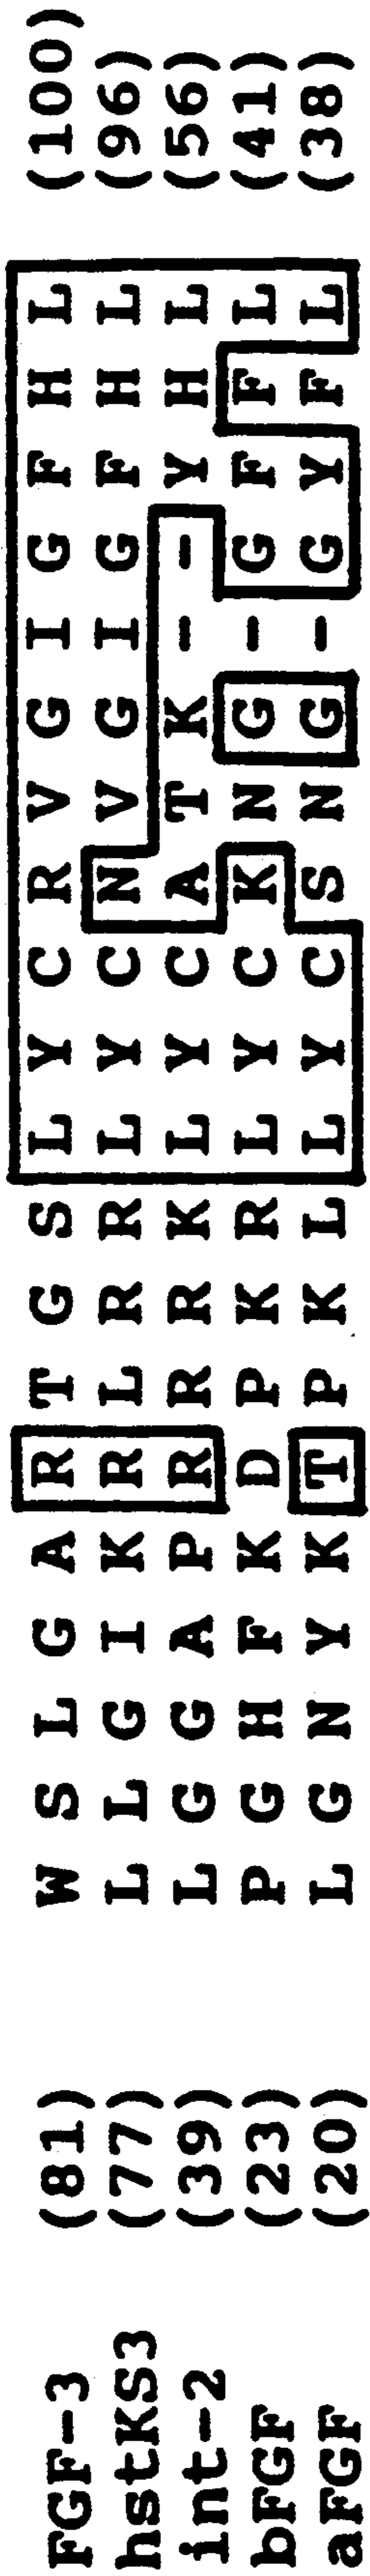 FGF-3 (81) W S L G A R T G S L Y C R V G I G F H L (100)
hstKS3 (77) L L G I K R L R R L Y C N V G I G F H L (96)
int-2 (39) L G G A P R R R K L Y C A T K - - Y H L (56)
bFGF (23) P G H F K D P K R L Y C K N G - G F F L (41)
aFGF (20) L G N Y K T P K L L Y C S N G - G Y F L (38)